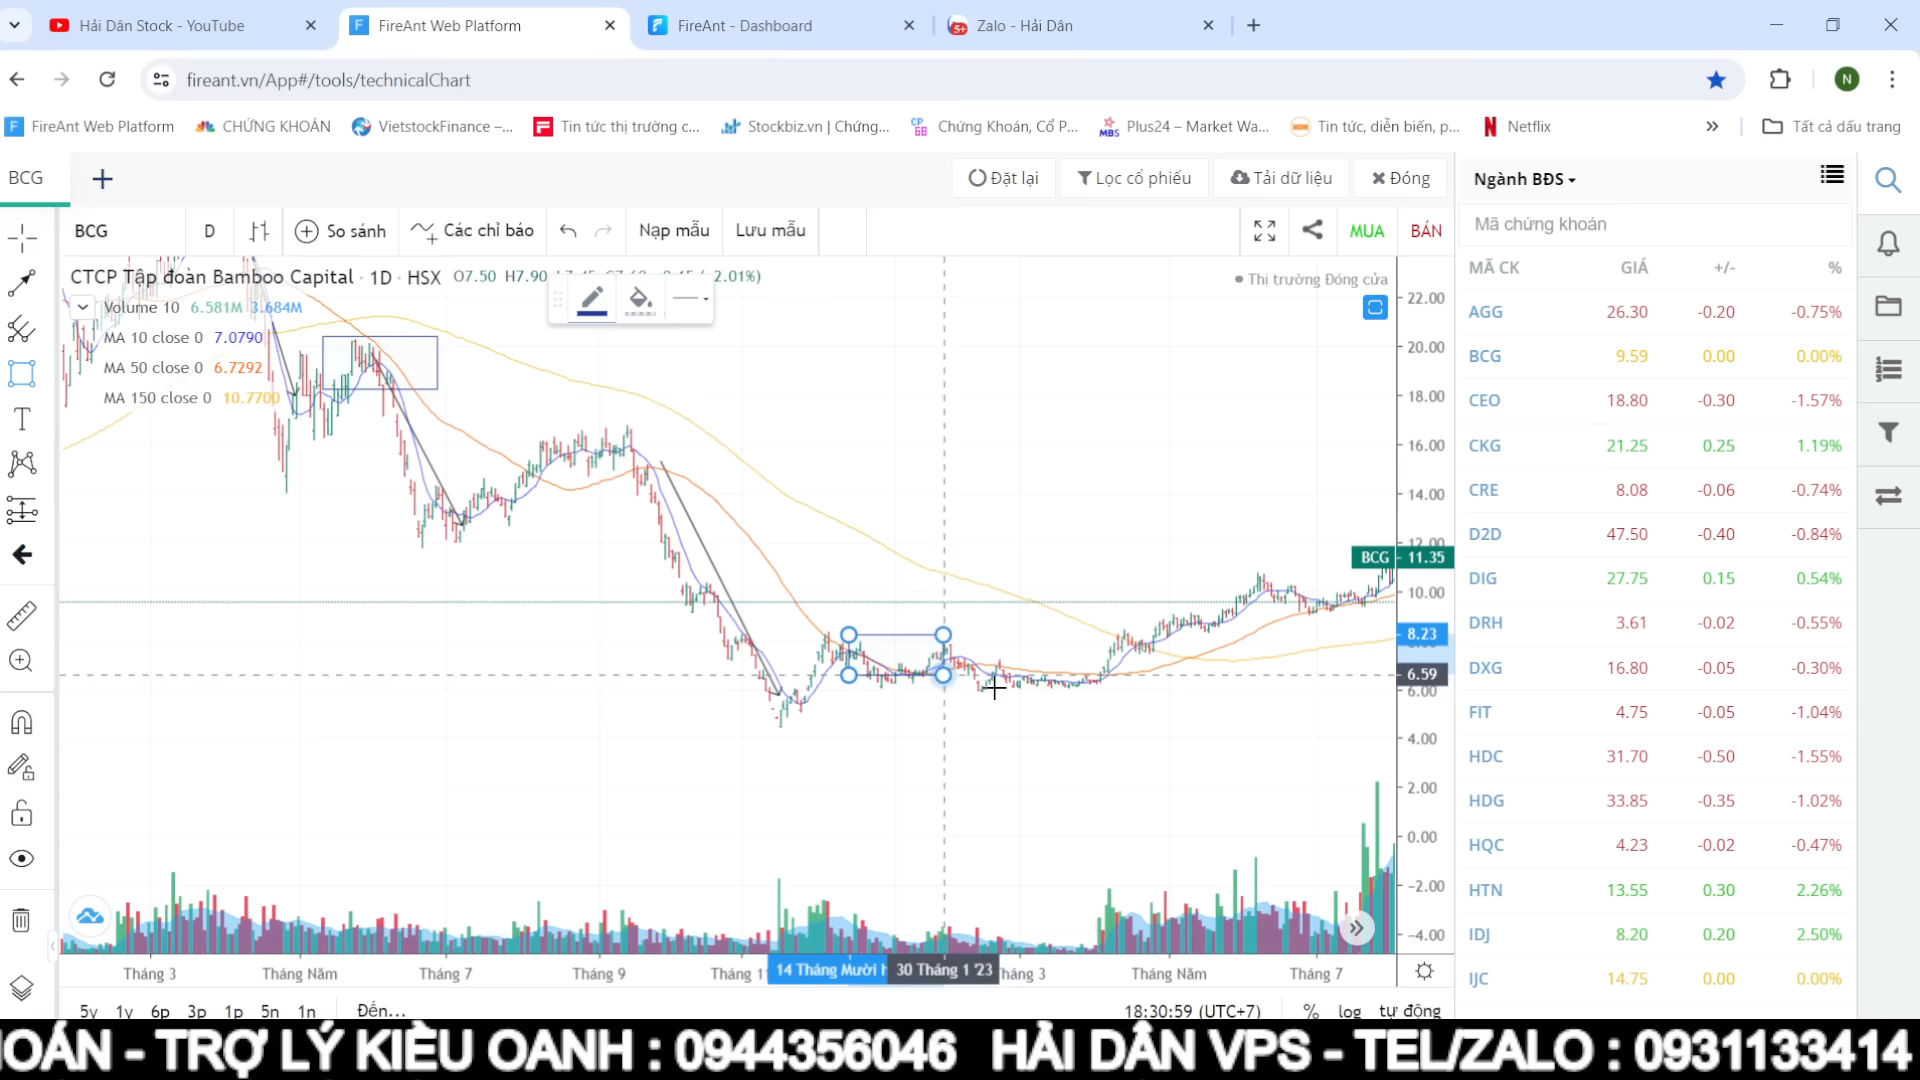 Hải Dân Stock - YouTube
FireAnt Web Platform
FireAnt - Dashboard
Zalo - Hải Dân
fireant.vn/App#/tools/technicalChart
N
FireAnt Web Platform
CHỨNG KHOÁN
VietstockFinance –...
Tin tức thị trường c...
Stockbiz.vn | Chứng...
Chứng Khoán, Cổ P...
Plus24 – Market Wa...
Tin tức, diễn biến, p...
Netflix
Tất cả dấu trang
BCG
Đặt lại
Lọc cổ phiếu
Tải dữ liệu
Đóng
Ngành BĐS
BCG
D
So sánh
Các chỉ báo
Nạp mẫu
Lưu mẫu
MUA
BÁN
Mã chứng khoán
CTCP Tập đoàn Bamboo Capital · 1D · HSX O7.50 H7.90
2.01%)
Thị trường Đóng cửa
Volume 10 6.581M 3.684M
MA 10 close 0 7.0790
MA 50 close 0 6.7292
MA 150 close 0 10.7700
22.00
20.00
18.00
16.00
14.00
12.00
BCG 11.35
10.00
8.23
6.59
6.00
4.00
2.00
0.00
-2.00
-4.00
Tháng 3
Tháng Năm
Tháng 7
Tháng 9
14 Tháng Mười
30 Tháng 1 '23
Tháng Năm
Tháng 7
5y 1y 6p 3p 1p 5n 1n
Đến...
18:30:59 (UTC+7)
% log tự động
MÃ CK GIÁ +/- %
AGG 26.30 -0.20 -0.75%
BCG 9.59 0.00 0.00%
CEO 18.80 -0.30 -1.57%
CKG 21.25 0.25 1.19%
CRE 8.08 -0.06 -0.74%
D2D 47.50 -0.40 -0.84%
DIG 27.75 0.15 0.54%
DRH 3.61 -0.02 -0.55%
DXG 16.80 -0.05 -0.30%
FIT 4.75 -0.05 -1.04%
HDC 31.70 -0.50 -1.55%
HDG 33.85 -0.35 -1.02%
HQC 4.23 -0.02 -0.47%
HTN 13.55 0.30 2.26%
IDJ 8.20 0.20 2.50%
IJC 14.75 0.00 0.00%
HOÁN - TRỢ LÝ KIỀU OANH : 0944356046 HẢI DÂN VPS - TEL/ZALO : 0931133414